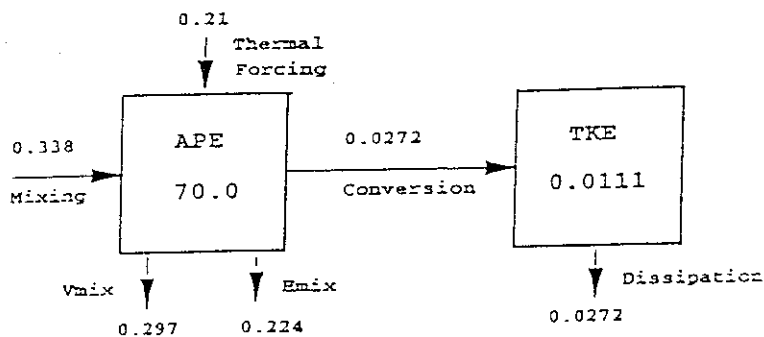 0.21
Thermal
Forcing
0.338
Mixing
APE
70.0
0.0272
Conversion
TKE
0.0111
Vmix
0.297
Hmix
0.224
Dissipation
0.0272